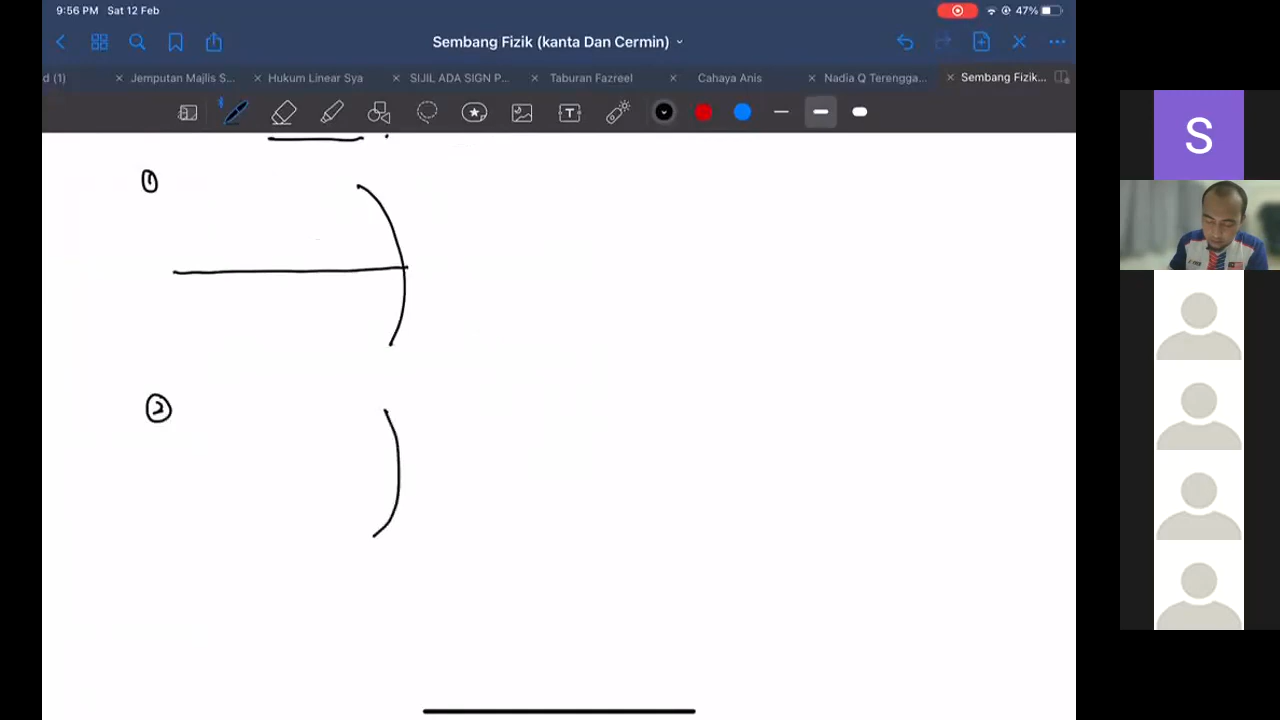 9:56 PM Sat 12 Feb
47%
Sembang Fizik (kanta Dan Cermin)
d (1)
Jemputan Majlis S...
Hukum Linear Sya
SIJIL ADA SIGN P...
Taburan Fazreel
Cahaya Anis
Nadia Q Terengga...
Sembang Fizik...
T
S
1
2